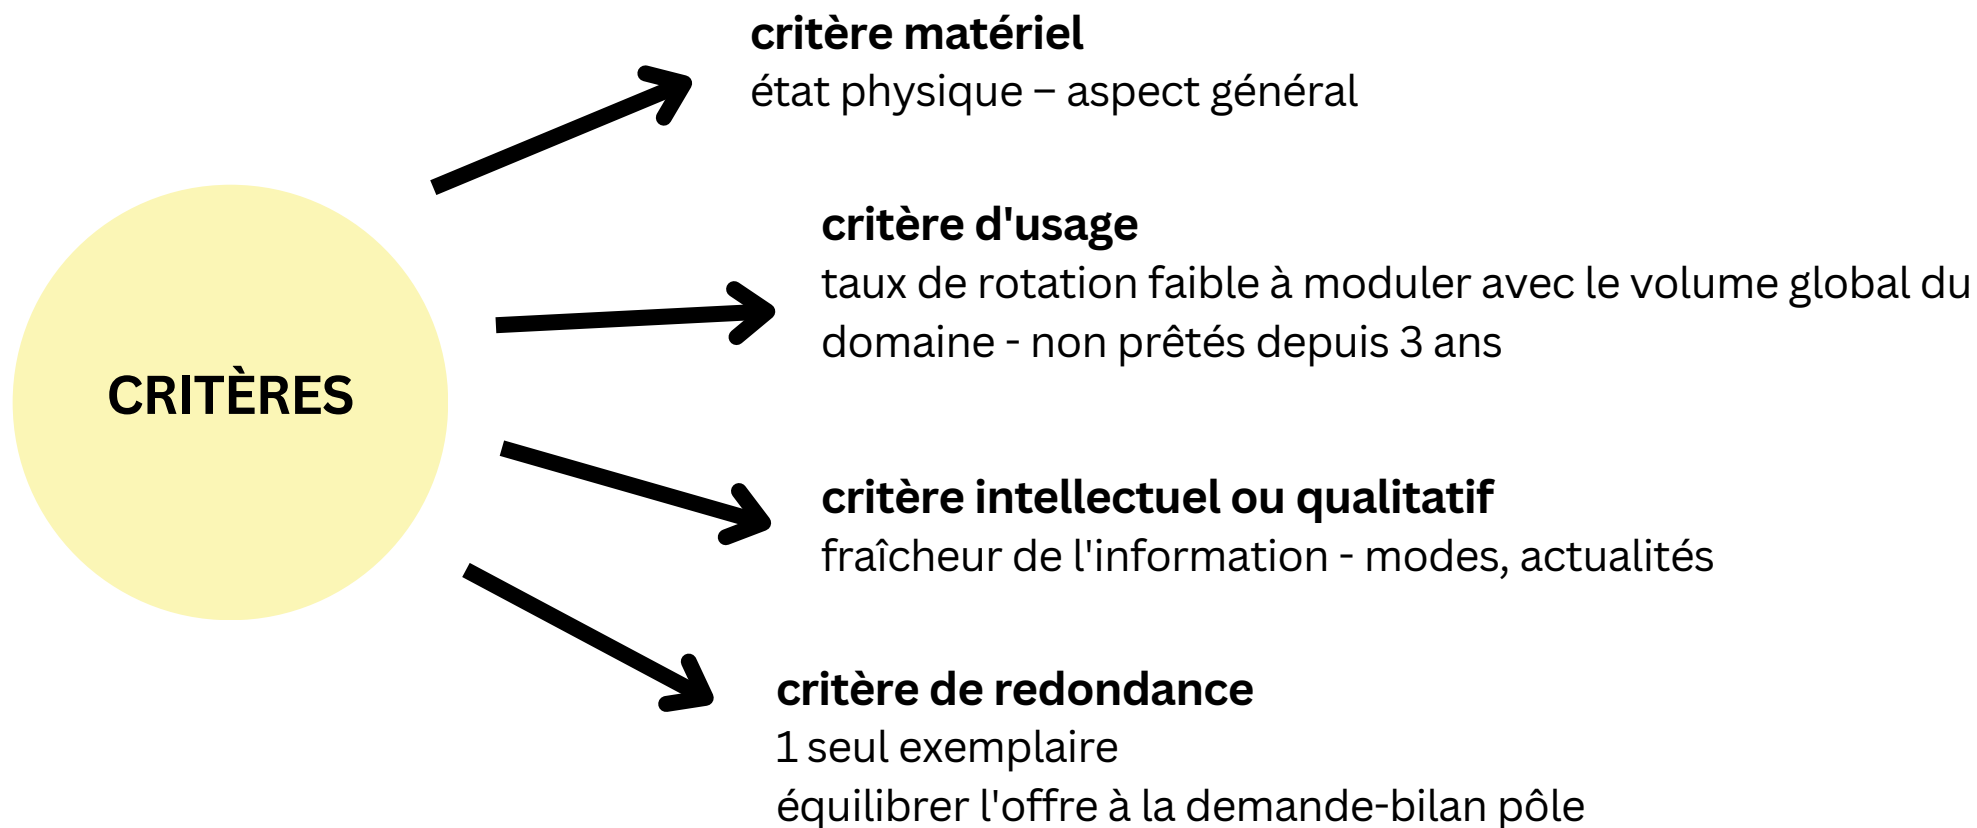 critère matériel
état physique – aspect général
critère d'usage
taux de rotation faible à moduler avec le volume global du
domaine - non prêtés depuis 3 ans
CRITÈRES
critère intellectuel ou qualitatif
fraîcheur de l'information - modes, actualités
critère de redondance
1 seul exemplaire
équilibrer l'offre à la demande-bilan pôle